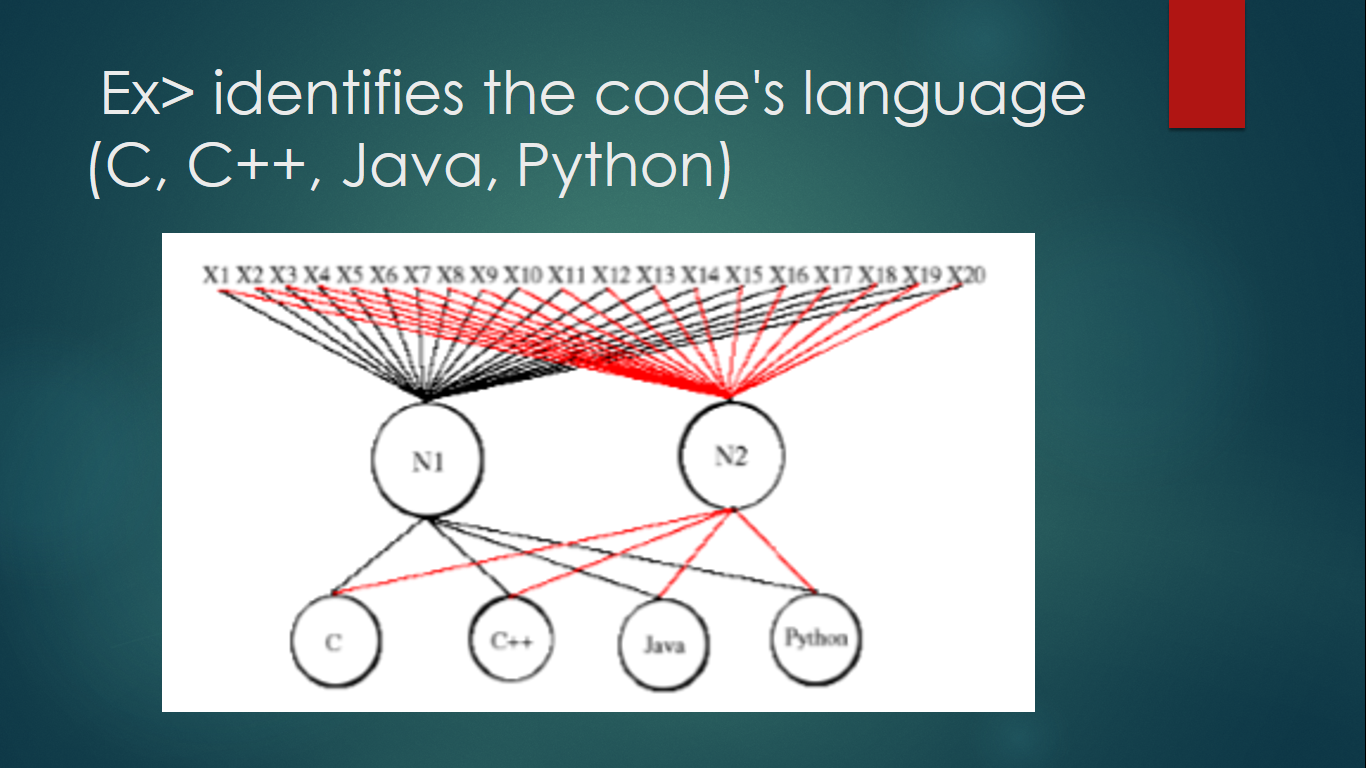 Ex> identifies the code's language
(C, C++, Java, Python)
X1 X2 X3 X4 X5 X6 X7 X8 X9 X10 X11 X12 X13 X14 X15 X16 X17 X18 X19 X20
N1 N2
C C++ Java Python